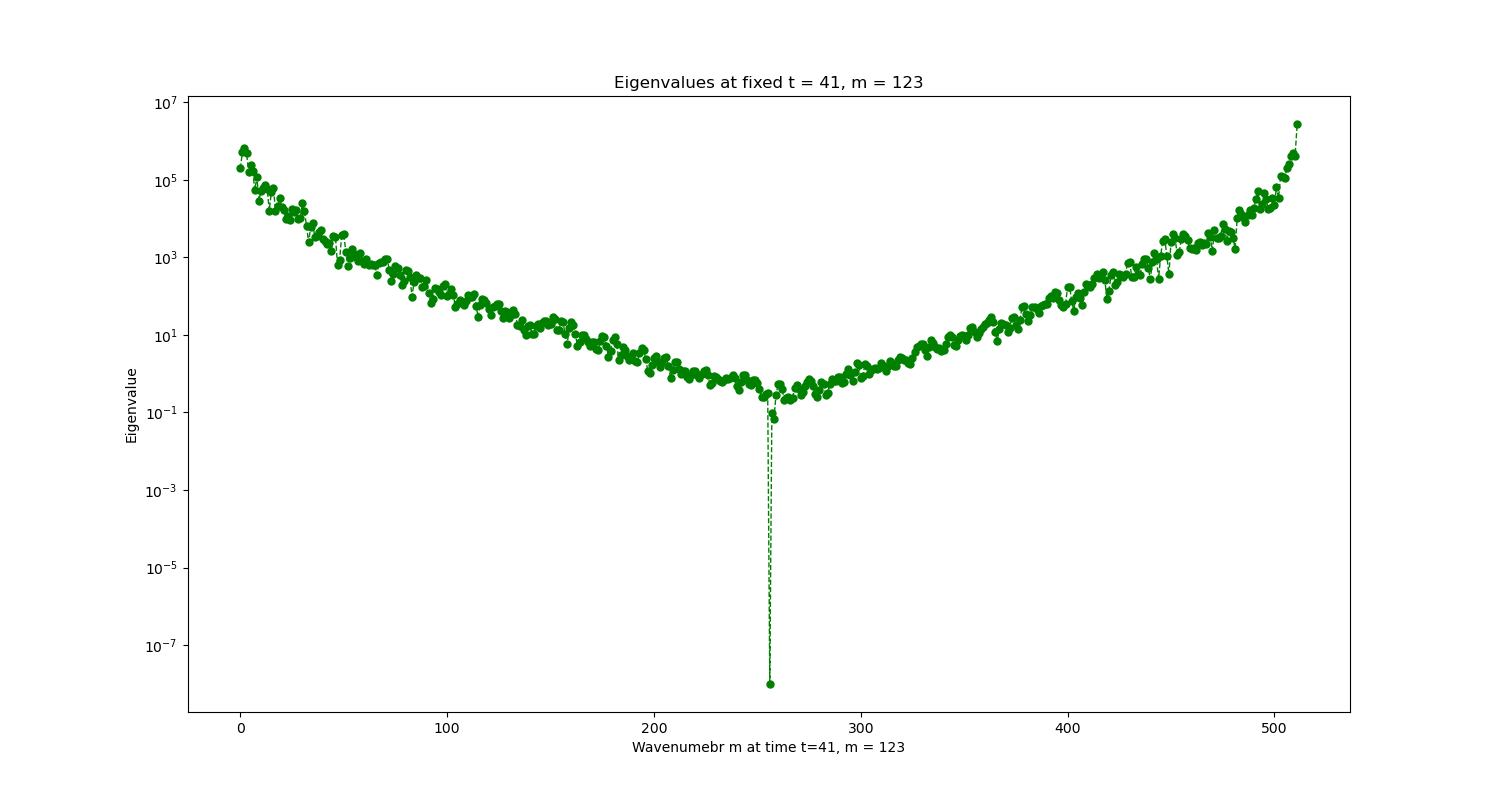 Eigenvalues at fixed t = 41, m = 123
Eigenvalue
10^7
10^5
10^3
10^1
10^−1
10^−3
10^−5
10^−7
0 100 200 300 400 500
Wavenumebr m at time t=41, m = 123